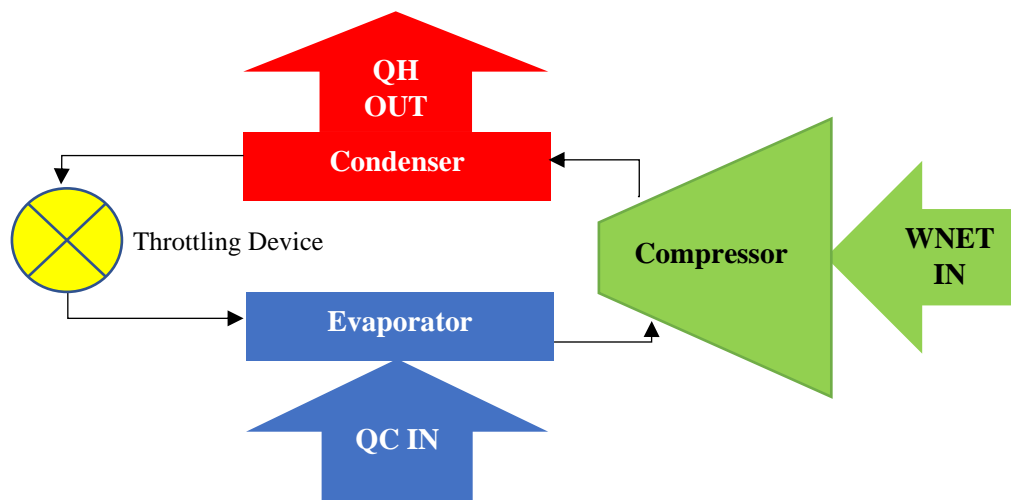 QH
OUT
Condenser
Throttling Device
Compressor
WNET
IN
Evaporator
QC IN